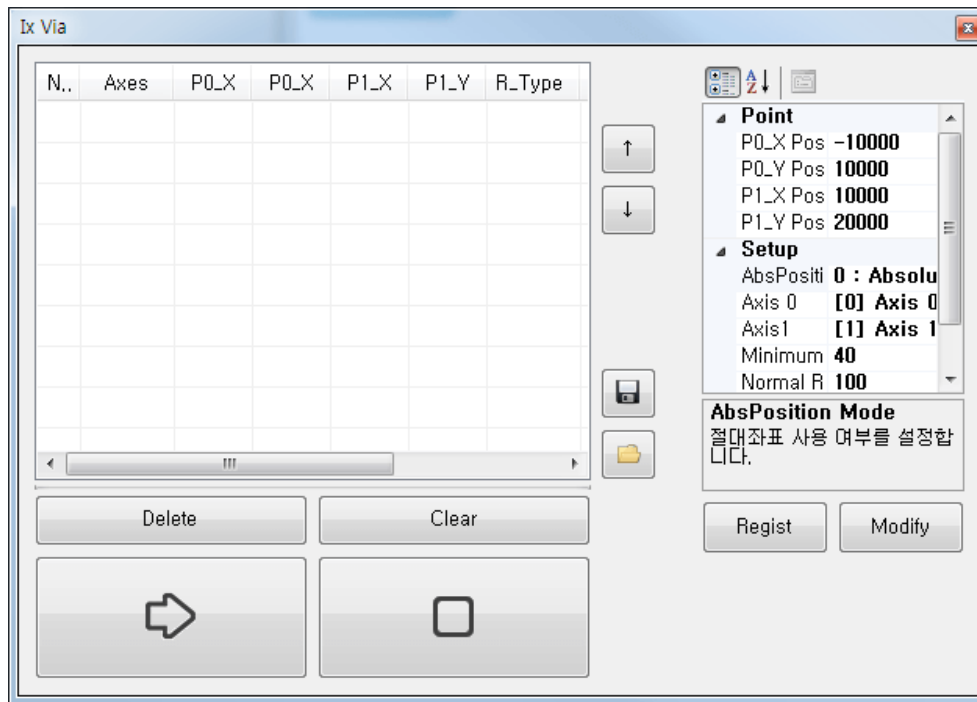 Ix Via
N.. Axes P0_X P0_X P1_X P1_Y R_Type
Point
P0_X Pos -10000
P0_Y Pos 10000
P1_X Pos 10000
P1_Y Pos 20000
Setup
AbsPositi 0 : Absolu
Axis 0 [0] Axis 0
Axis1 [1] Axis 1
Minimum 40
Normal R 100
AbsPosition Mode
절대좌표 사용 여부를 설정합
니다.
Delete Clear
Regist Modify